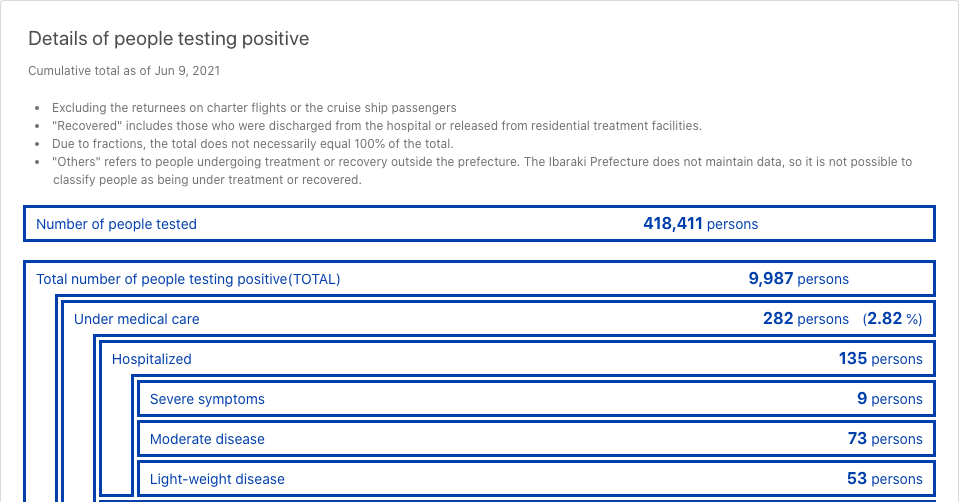 Details of people testing positive
Cumulative total as of Jun 9, 2021
• Excluding the returnees on charter flights or the cruise ship passengers
• "Recovered" includes those who were discharged from the hospital or released from residential treatment facilities.
• Due to fractions, the total does not necessarily equal 100% of the total.
• "Others" refers to people undergoing treatment or recovery outside the prefecture. The Ibaraki Prefecture does not maintain data, so it is not possible to
classify people as being under treatment or recovered.
Number of people tested 418,411 persons
Total number of people testing positive(TOTAL) 9,987 persons
Under medical care 282 persons (2.82 %)
Hospitalized 135 persons
Severe symptoms 9 persons
Moderate disease 73 persons
Light-weight disease 53 persons